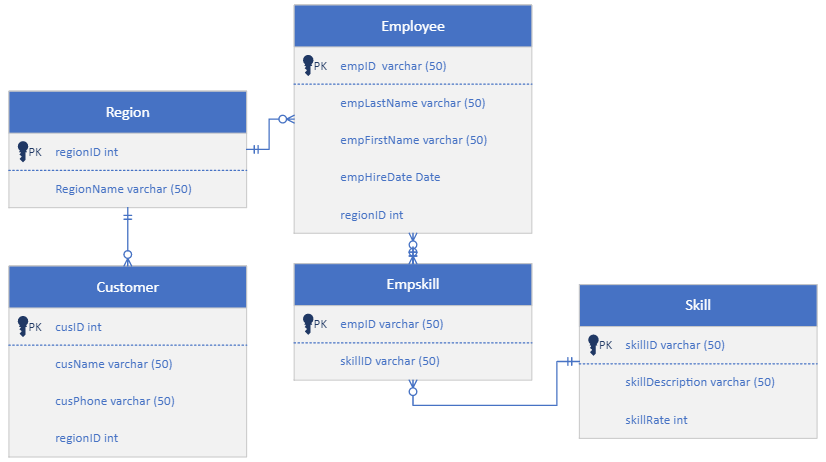 Employee
PK empID varchar (50)
empLastName varchar (50)
empFirstName varchar (50)
empHireDate Date
regionID int
Region
PK regionID int
RegionName varchar (50)
Customer
PK cusID int
cusName varchar (50)
cusPhone varchar (50)
regionID int
Empskill
PK empID varchar (50)
skillID varchar (50)
Skill
PK skillID varchar (50)
skillDescription varchar (50)
skillRate int